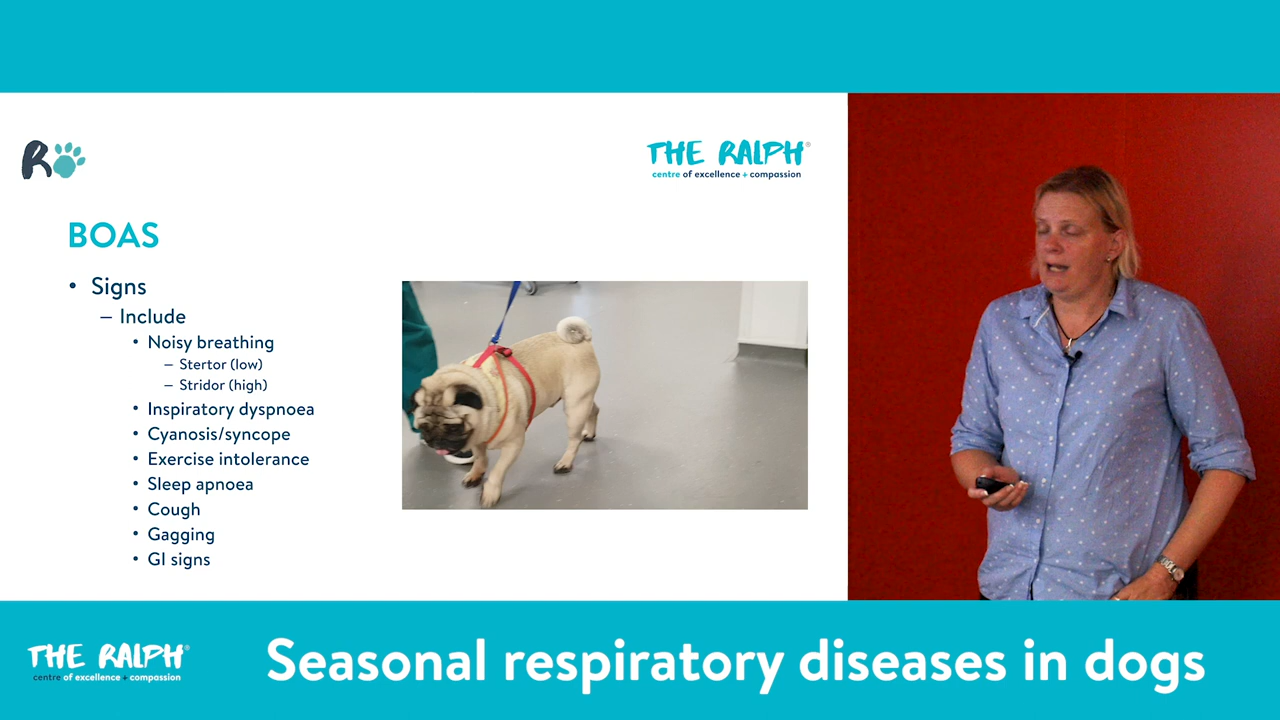 R
THE RALPH®
centre of excellence + compassion
BOAS
• Signs
– Include
• Noisy breathing
– Stertor (low)
– Stridor (high)
• Inspiratory dyspnoea
• Cyanosis/syncope
• Exercise intolerance
• Sleep apnoea
• Cough
• Gagging
• GI signs
THE RALPH®
centre of excellence + compassion
Seasonal respiratory diseases in dogs